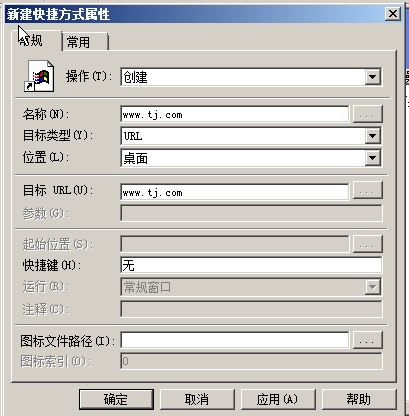 新建快捷方式属性
常规 常用
操作(T): 创建
名称(N): www.tj.com ...
目标类型(Y): URL
位置(L): 桌面
目标 URL(U): www.tj.com ...
参数(G):
起始位置(S): ...
快捷键(H): 无
运行(R): 常规窗口
注释(C):
图标文件路径(I): ...
图标索引(O): 0
确定 取消 应用(A) 帮助